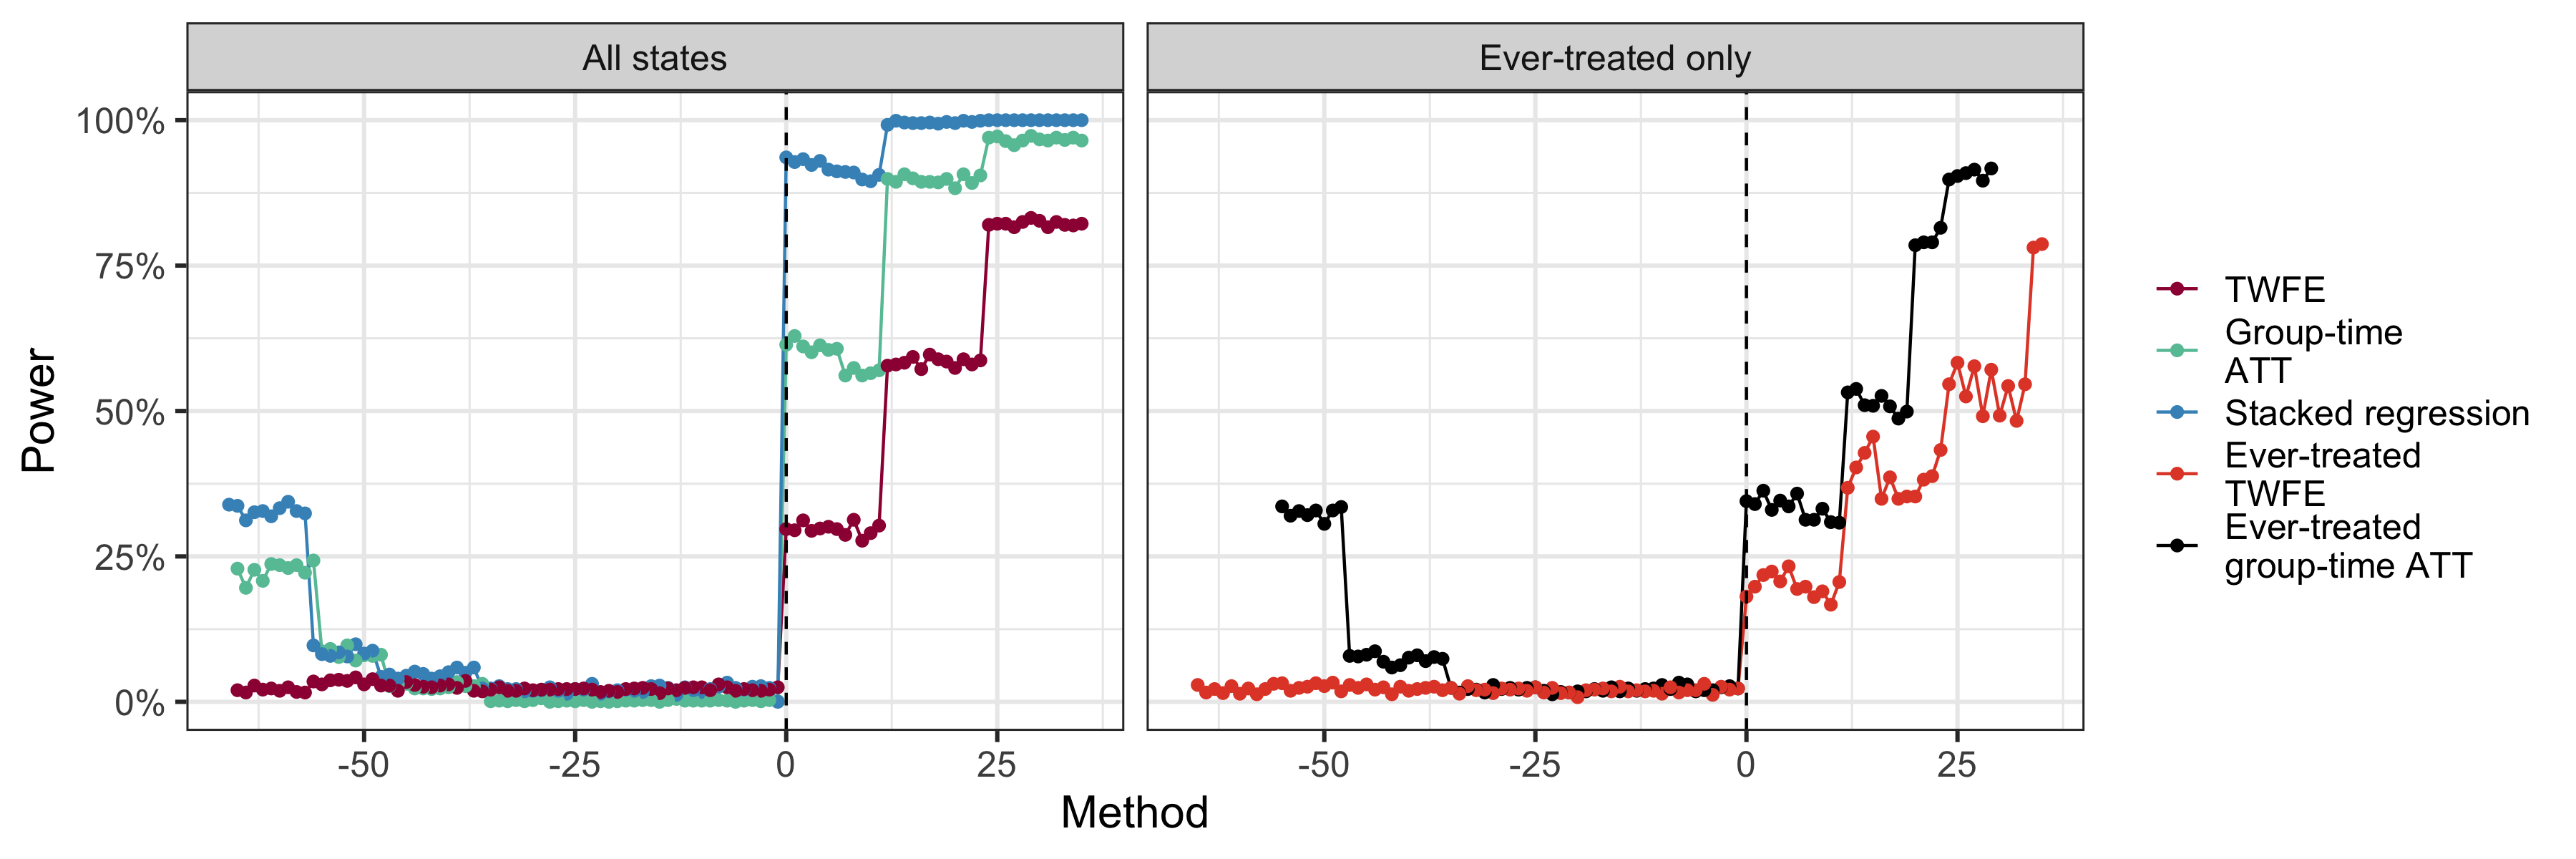 All states
Ever-treated only
100%
75%
50%
25%
0%
Power
-50
-25
0
25
-50
-25
0
25
Method
TWFE
Group-time
ATT
Stacked regression
Ever-treated
TWFE
Ever-treated
group-time ATT